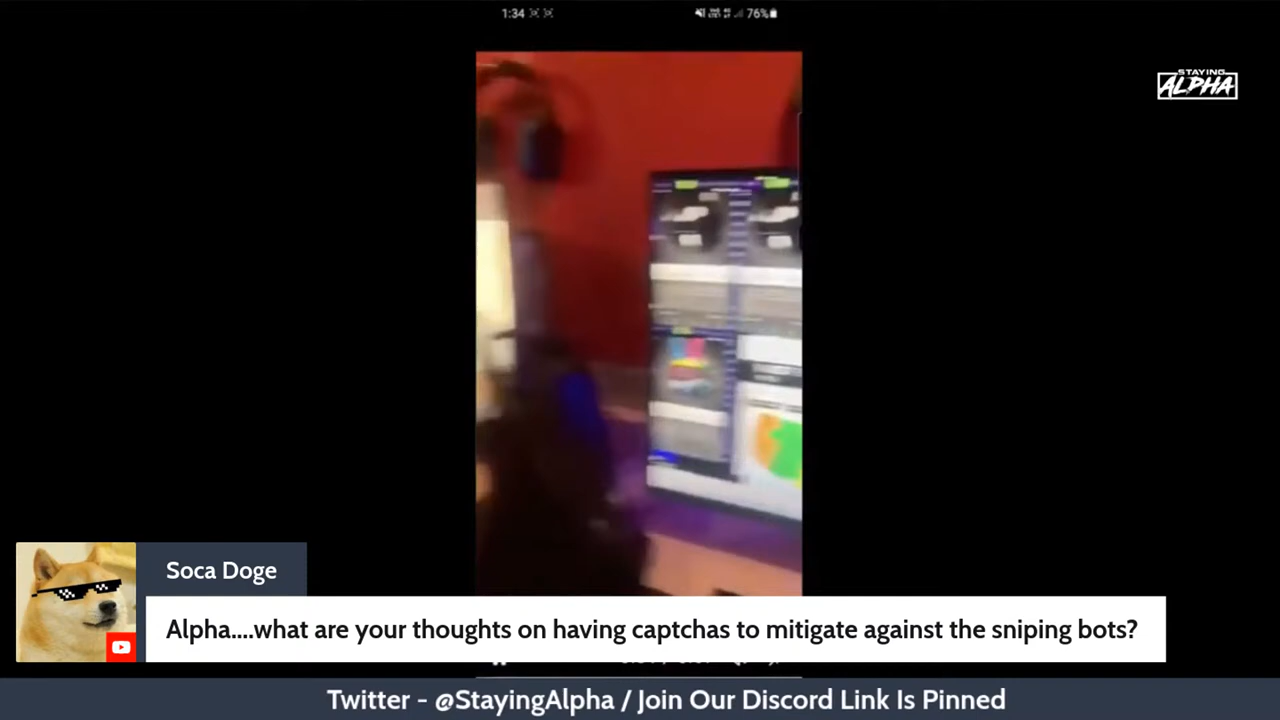 1:34
76%
STAYING
ALPHA
Soca Doge
Alpha....what are your thoughts on having captchas to mitigate against the sniping bots?
Twitter - @StayingAlpha / Join Our Discord Link Is Pinned